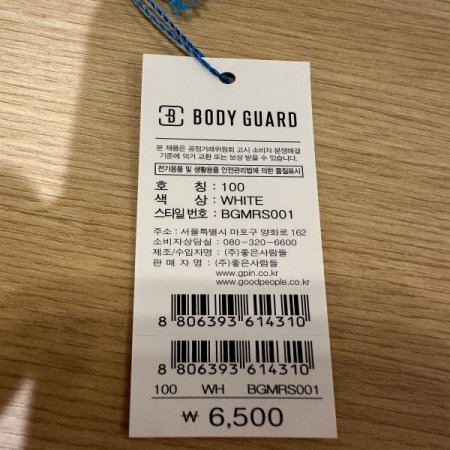 B BODY GUARD
본 제품은 공정거래위원회 고시 소비자 분쟁해결
기준에 의거 교환 또는 보상 받을 수 있습니다.
전기용품 및 생활용품 안전관리법에 의한 품질표시
호 칭 : 100
색 상 : WHITE
스타일 번호 : BGMRS001
주소 : 서울특별시 마포구 양화로 162
소비자상담실 : 080-320-6600
제조/수입자명 : (주)좋은사람들
판 매 자 명 : (주)좋은사람들
www.gpin.co.kr
www.goodpeople.co.kr
8 806393 614310
8 806393 614310
100 WH BGMRS001
₩ 6,500